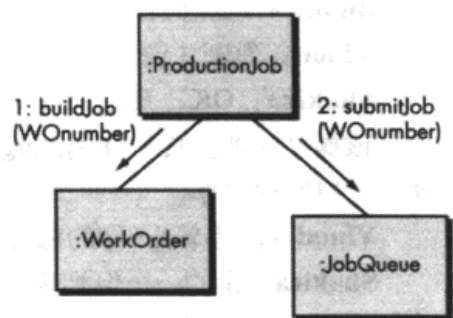 :ProductionJob
1: buildJob
(WOnumber)
2: submitJob
(WOnumber)
:WorkOrder
:JobQueue